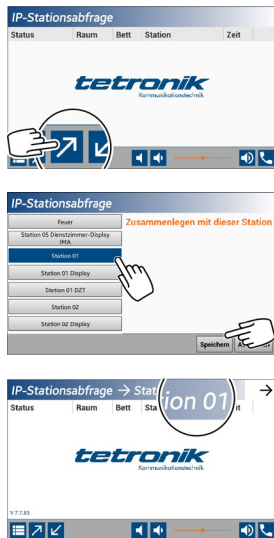 IP-Stationsabfrage
Status Raum Bett Station Zeit
tetronik
Kommunikationstechnik
IP-Stationsabfrage
Feuer
Zusammenlegen mit dieser Station
Station 05 Dienstzimmer-Display
IMA
Station 01
Station 01 Display
Station 01 DZT
Station 02
Station 02 Display
Speichern
IP-Stationsabfrage → Stat
ion 01
→
Status Raum Bett Sta it
tetronik
Kommunikationstechnik
V 7.7.83